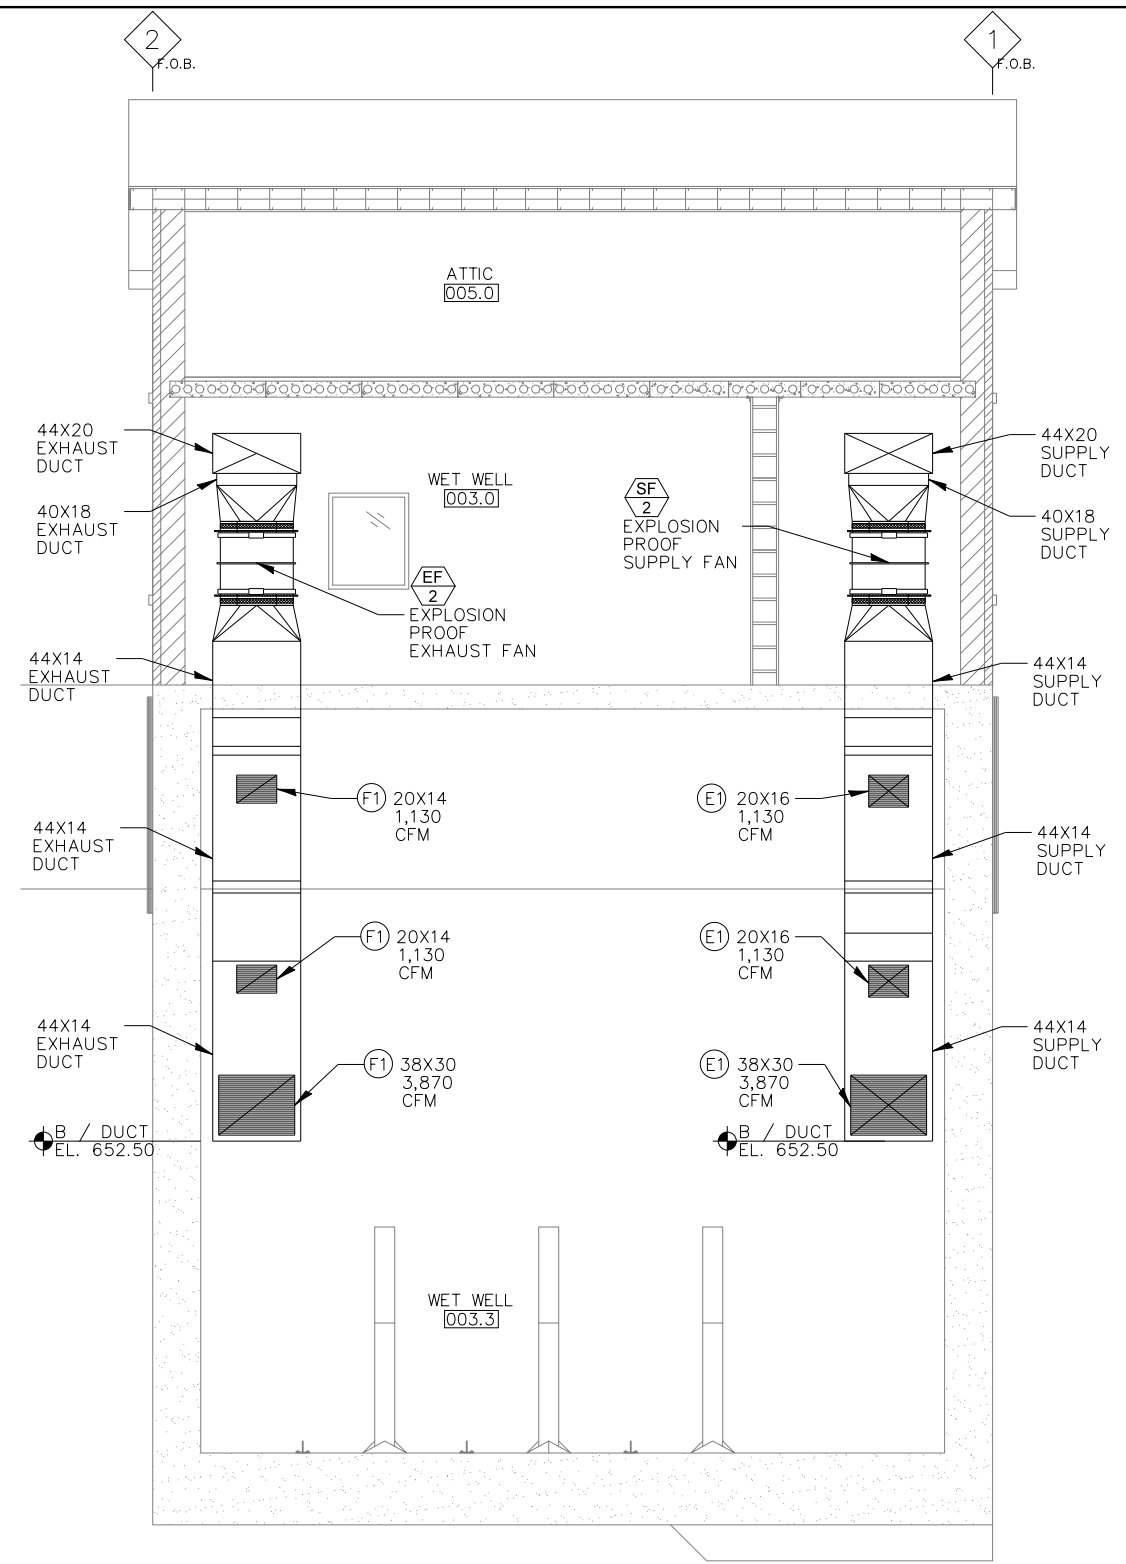 2
F.O.B.
1
F.O.B.
ATTIC
005.0
44X20
EXHAUST
DUCT
40X18
EXHAUST
DUCT
WET WELL
003.0
SF
2
EXPLOSION
PROOF
SUPPLY FAN
44X20
SUPPLY
DUCT
40X18
SUPPLY
DUCT
EF
2
EXPLOSION
PROOF
EXHAUST FAN
44X14
EXHAUST
DUCT
44X14
SUPPLY
DUCT
F1 20X14
1,130
CFM
E1 20X16
1,130
CFM
44X14
EXHAUST
DUCT
44X14
SUPPLY
DUCT
F1 20X14
1,130
CFM
E1 20X16
1,130
CFM
44X14
EXHAUST
DUCT
44X14
SUPPLY
DUCT
F1 38X30
3,870
CFM
E1 38X30
3,870
CFM
B / DUCT
EL. 652.50
B / DUCT
EL. 652.50
WET WELL
003.3